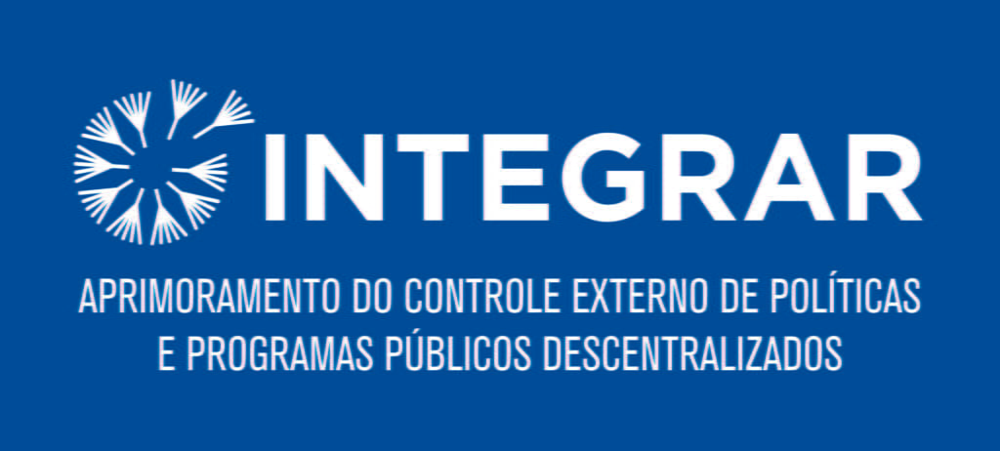 INTEGRAR
APRIMORAMENTO DO CONTROLE EXTERNO DE POLÍTICAS
E PROGRAMAS PÚBLICOS DESCENTRALIZADOS